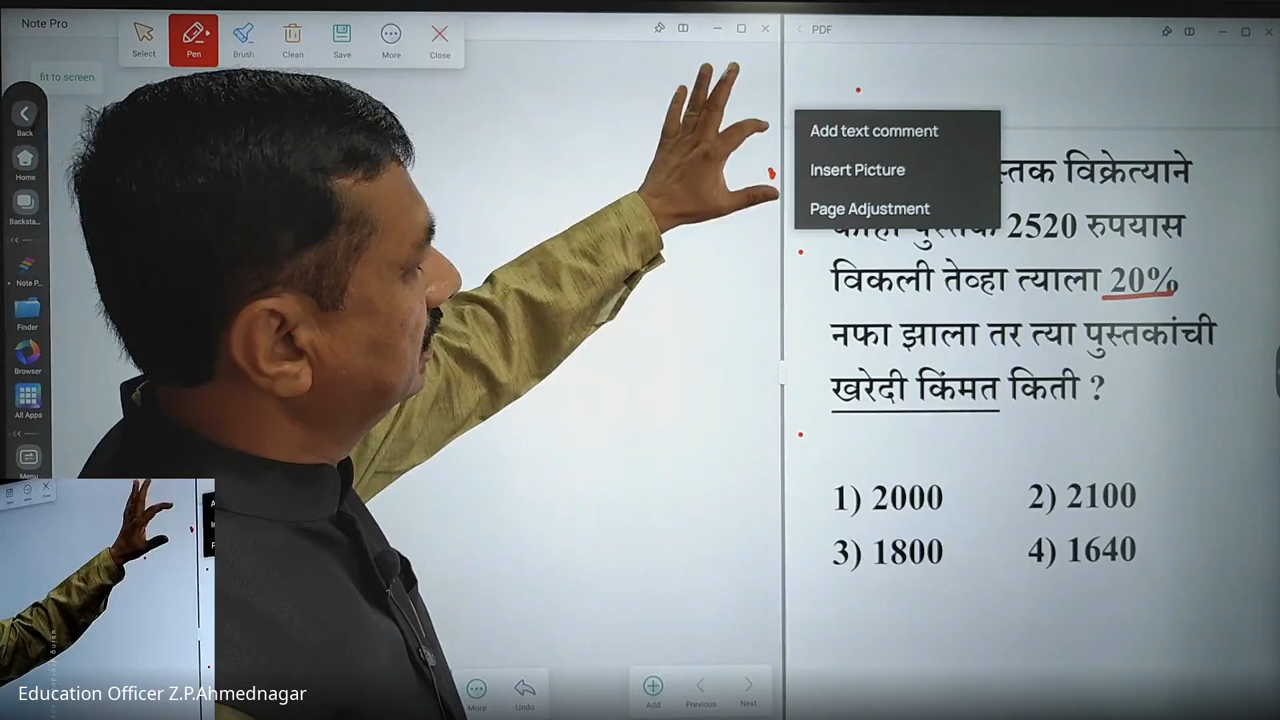 Note Pro
Select
Pen
Brush
Clean
Save
More
Close
fit to screen
Back
Home
Backsta...
Note P...
Finder
Browser
All Apps
Menu
PDF
Add text comment
Insert Picture
Page Adjustment
विक्रेत्याने
काही पुस्तके 2520 रुपयास
विकली तेव्हा त्याला 20%
नफा झाला तर त्या पुस्तकांची
खरेदी किंमत किती ?
1) 2000 2) 2100
3) 1800 4) 1640
More
Undo
Add
Previous
Next
Education Officer Z.P.Ahmednagar